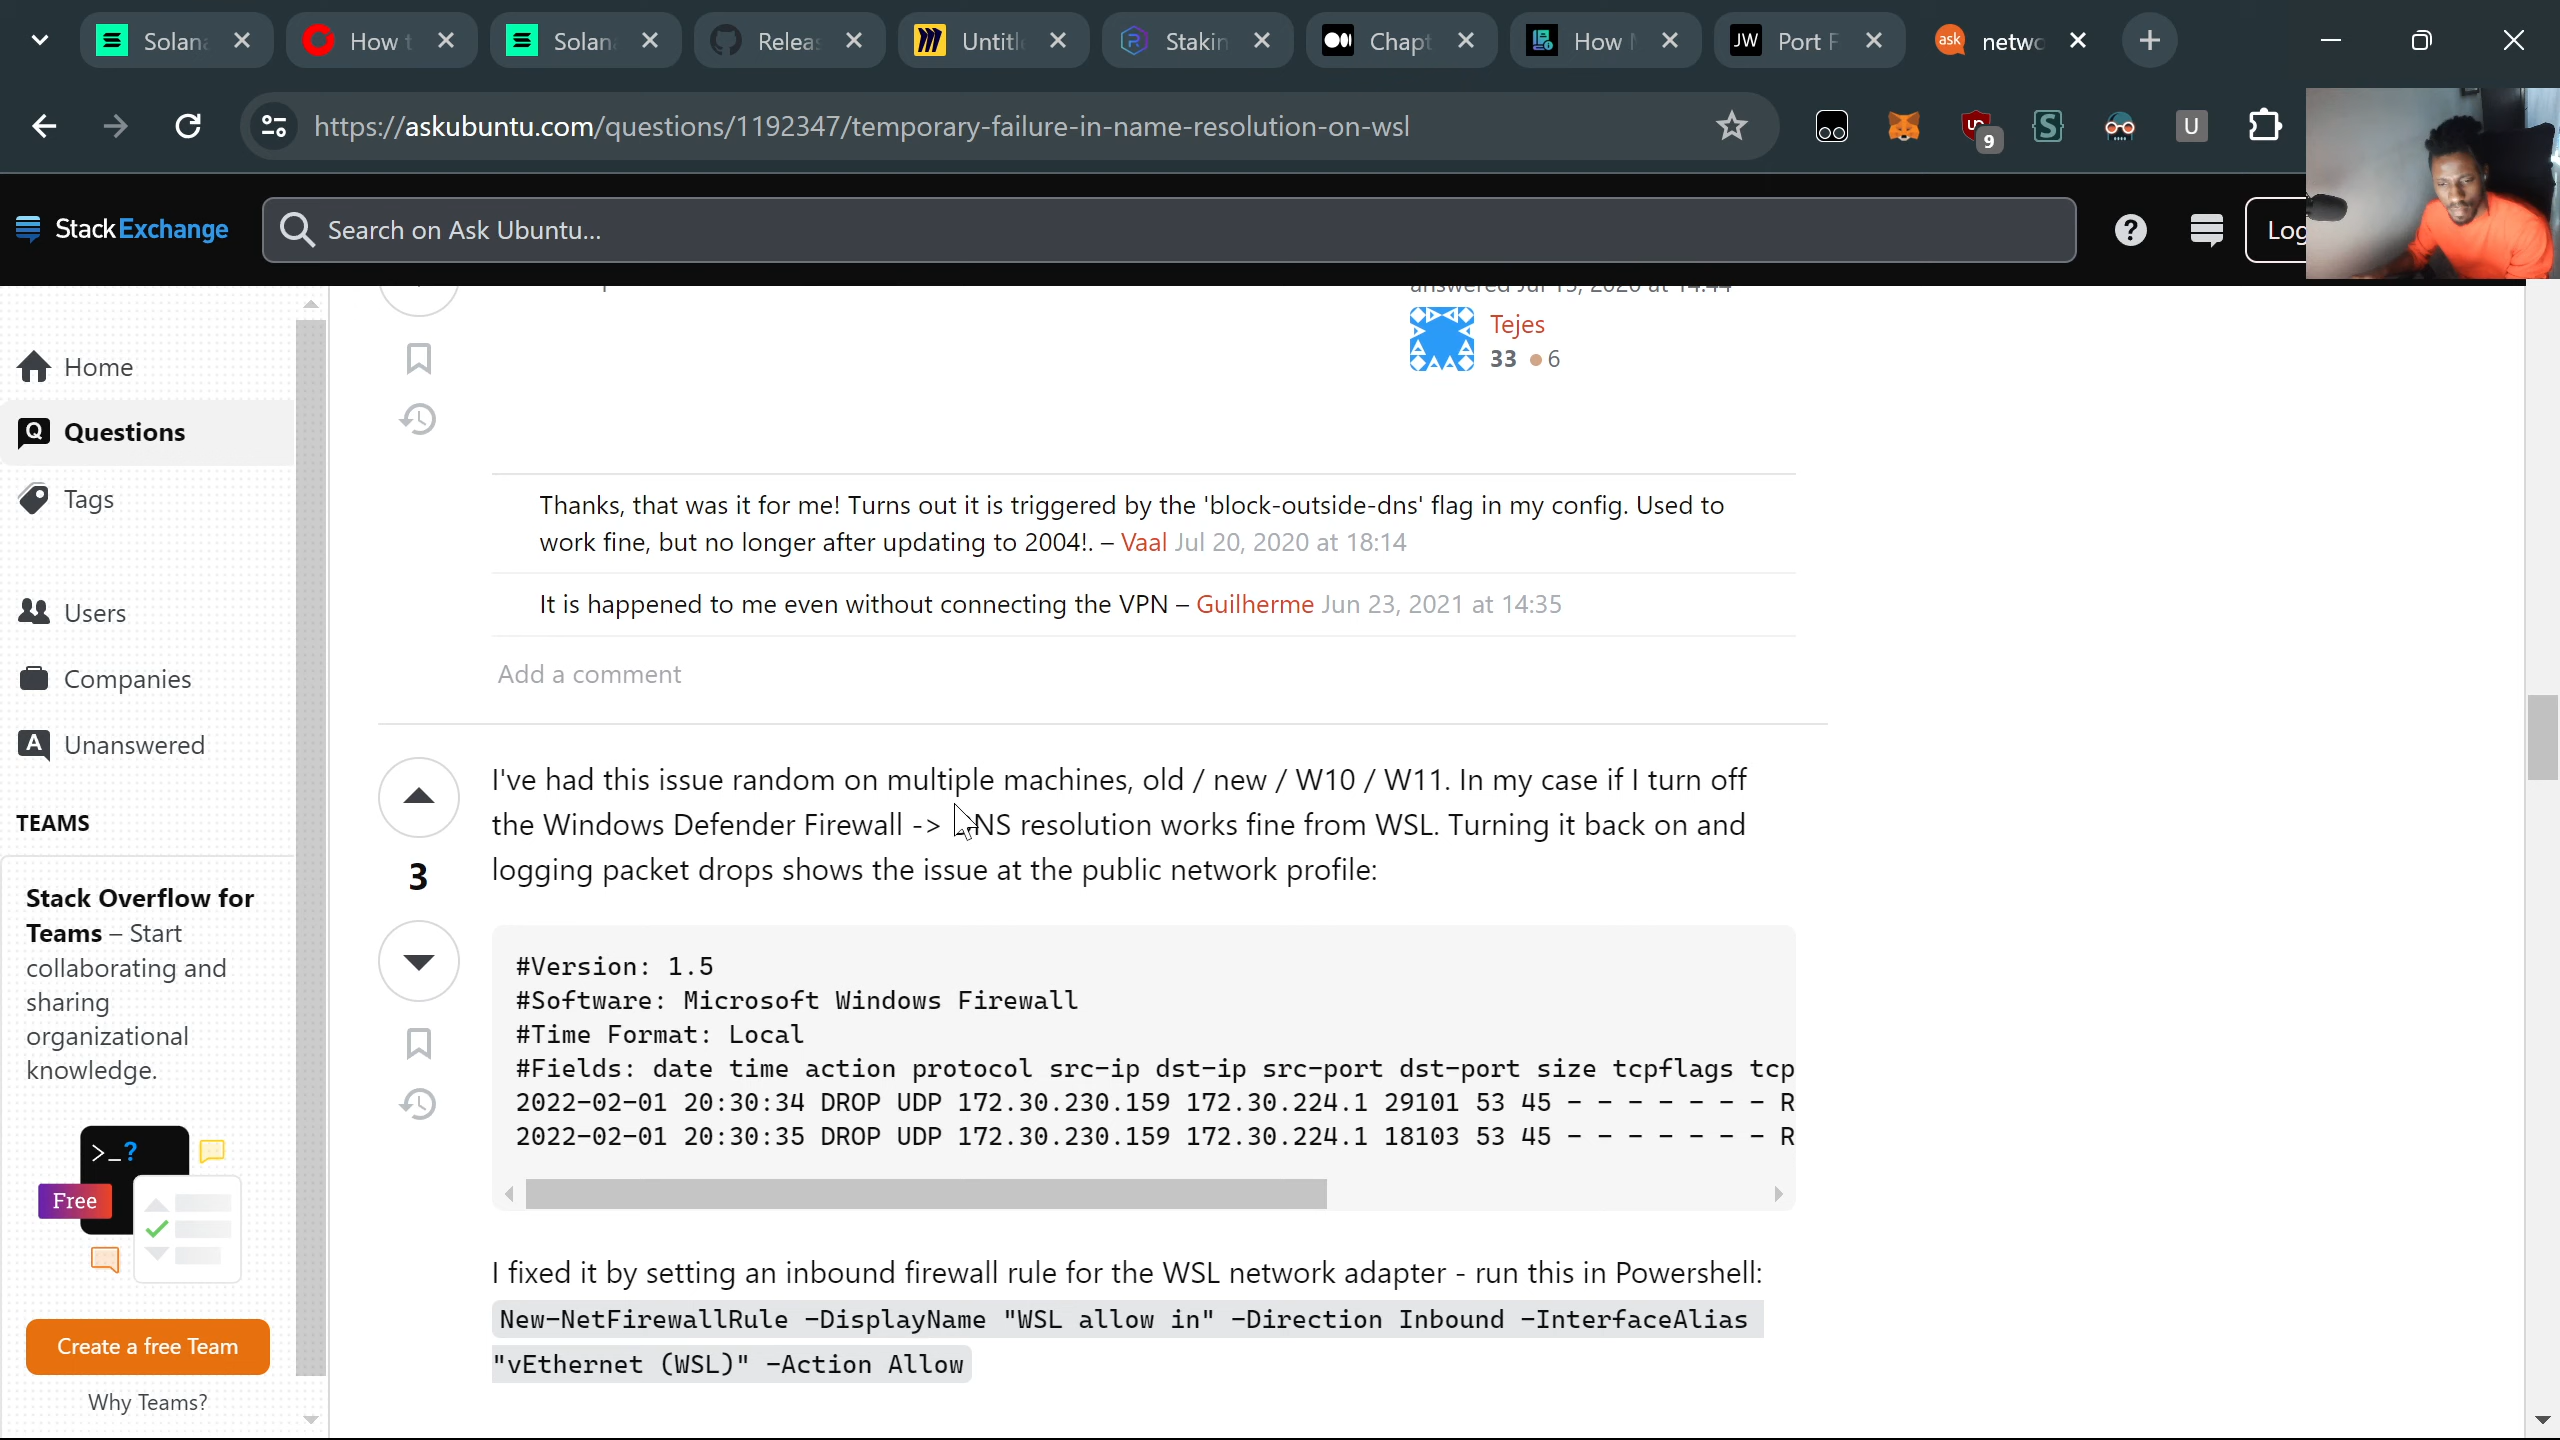 Solan
How t
Solan
Relea
Untitl
Stakin
Chapt
How
JW
Port F
ask
netwo
https://askubuntu.com/questions/1192347/temporary-failure-in-name-resolution-on-wsl
9
U
StackExchange
Search on Ask Ubuntu...
Log
Home
Questions
Tags
Users
Companies
Unanswered
TEAMS
Stack Overflow for
Teams – Start
collaborating and
sharing
organizational
knowledge.
>_?
Free
Create a free Team
Why Teams?
Tejes
33 6
Thanks, that was it for me! Turns out it is triggered by the 'block-outside-dns' flag in my config. Used to
work fine, but no longer after updating to 2004!. – Vaal Jul 20, 2020 at 18:14
It is happened to me even without connecting the VPN – Guilherme Jun 23, 2021 at 14:35
Add a comment
3
I've had this issue random on multiple machines, old / new / W10 / W11. In my case if I turn off
the Windows Defender Firewall -> DNS resolution works fine from WSL. Turning it back on and
logging packet drops shows the issue at the public network profile:
#Version: 1.5
#Software: Microsoft Windows Firewall
#Time Format: Local
#Fields: date time action protocol src-ip dst-ip src-port dst-port size tcpflags tcp
2022-02-01 20:30:34 DROP UDP 172.30.230.159 172.30.224.1 29101 53 45 - - - - - - - R
2022-02-01 20:30:35 DROP UDP 172.30.230.159 172.30.224.1 18103 53 45 - - - - - - - R
I fixed it by setting an inbound firewall rule for the WSL network adapter - run this in Powershell:
New-NetFirewallRule -DisplayName "WSL allow in" -Direction Inbound -InterfaceAlias
"vEthernet (WSL)" -Action Allow